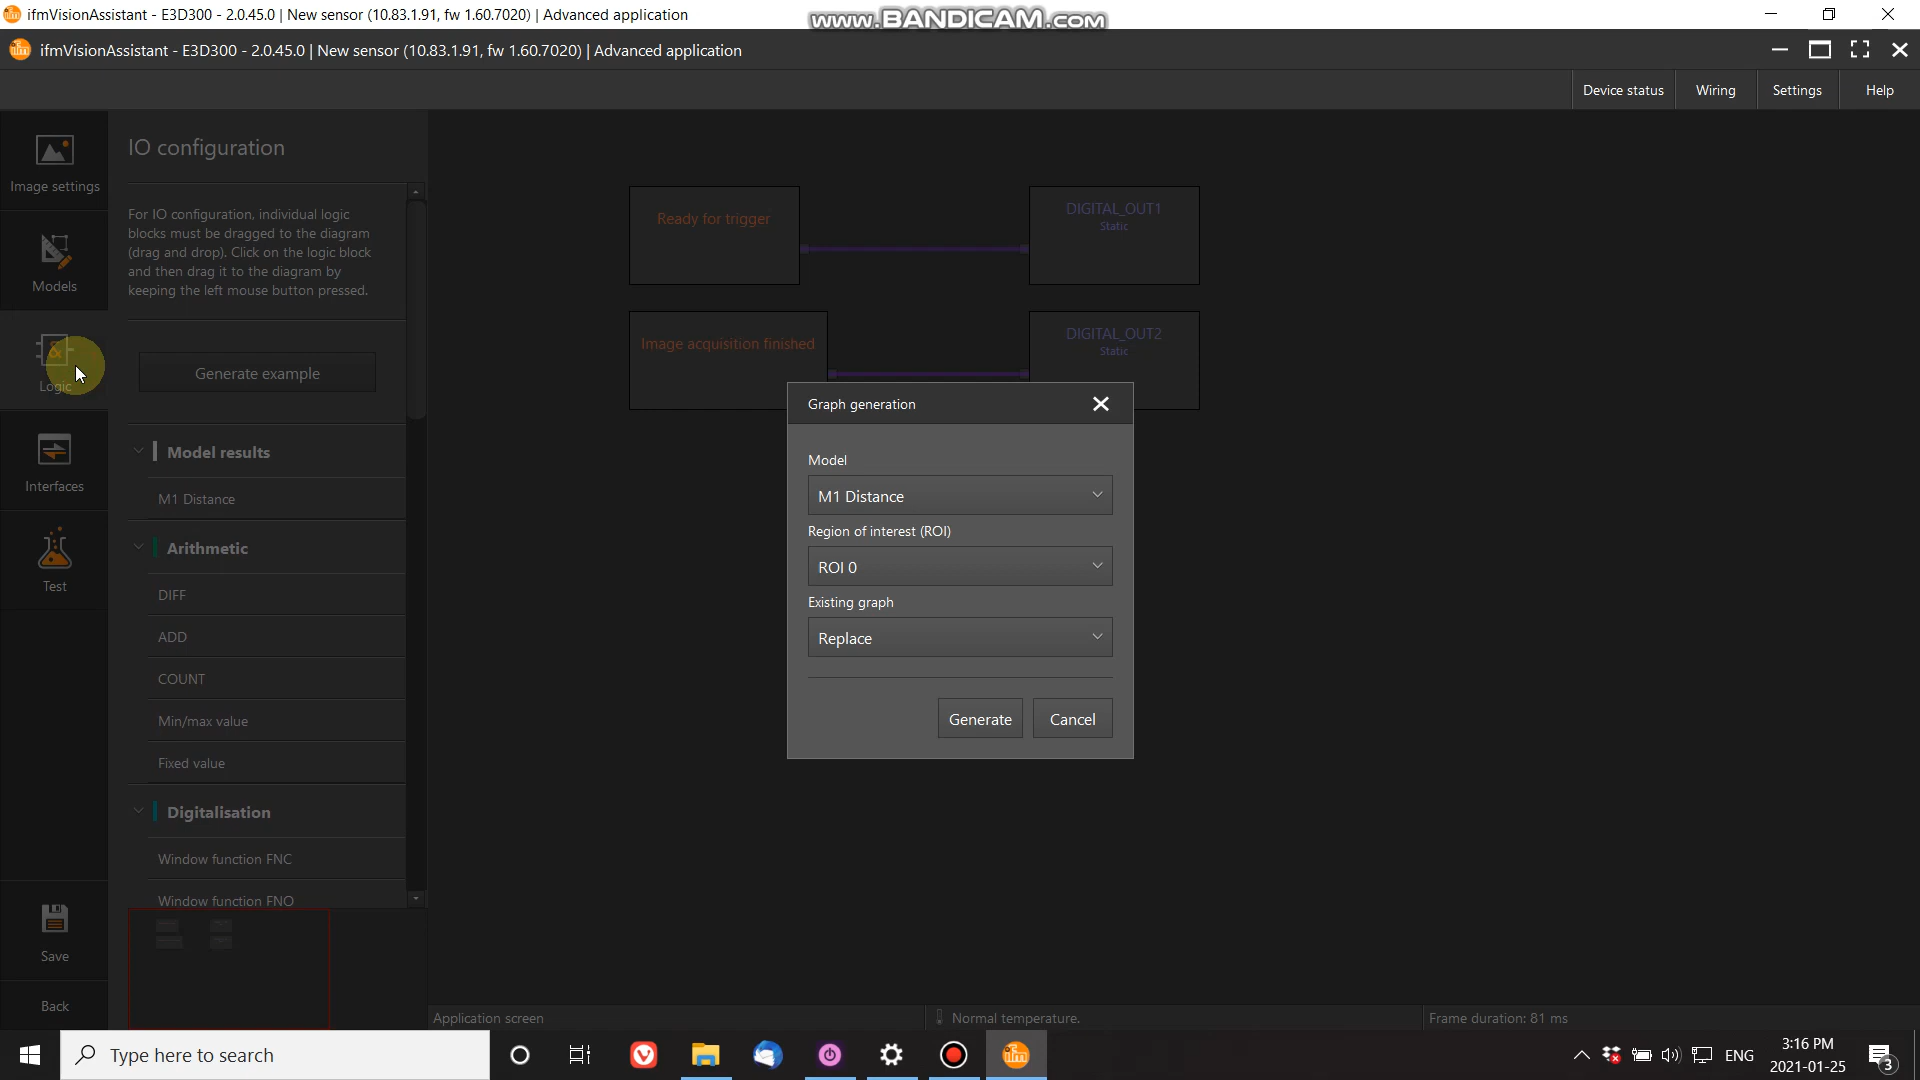 ifmVisionAssistant - E3D300 - 2.0.45.0 | New sensor (10.83.1.91, fw 1.60.7020) | Advanced application
www.BANDICAM.com
ifm
ifmVisionAssistant - E3D300 - 2.0.45.0 | New sensor (10.83.1.91, fw 1.60.7020) | Advanced application
Device status
Wiring
Settings
Help
Image settings
Models
Logic
Interfaces
Test
Save
Back
IO configuration
For IO configuration, individual logic
blocks must be dragged to the diagram
(drag and drop). Click on the logic block
and then drag it to the diagram by
keeping the left mouse button pressed.
Generate example
Model results
M1 Distance
Arithmetic
DIFF
ADD
COUNT
Min/max value
Fixed value
Digitalisation
Window function FNC
Window function FNO
Ready for trigger
DIGITAL_OUT1
Static
Image acquisition finished
DIGITAL_OUT2
Static
Graph generation
Model
M1 Distance
Region of interest (ROI)
ROI 0
Existing graph
Replace
Generate
Cancel
Application screen
Normal temperature.
Frame duration: 81 ms
Type here to search
ifm
ENG
3:16 PM
2021-01-25
3